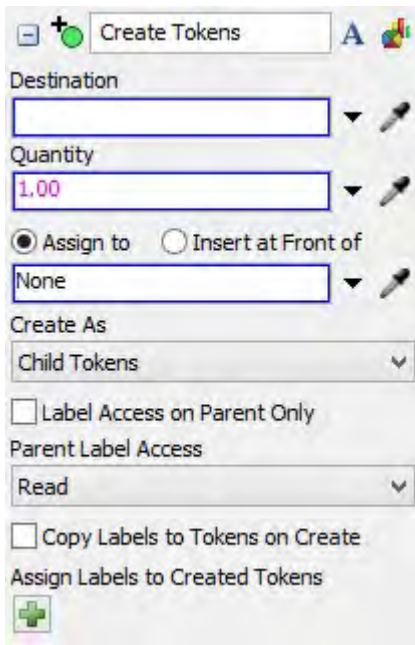 Create Tokens A
Destination
Quantity
1.00
Assign to Insert at Front of
None
Create As
Child Tokens
Label Access on Parent Only
Parent Label Access
Read
Copy Labels to Tokens on Create
Assign Labels to Created Tokens